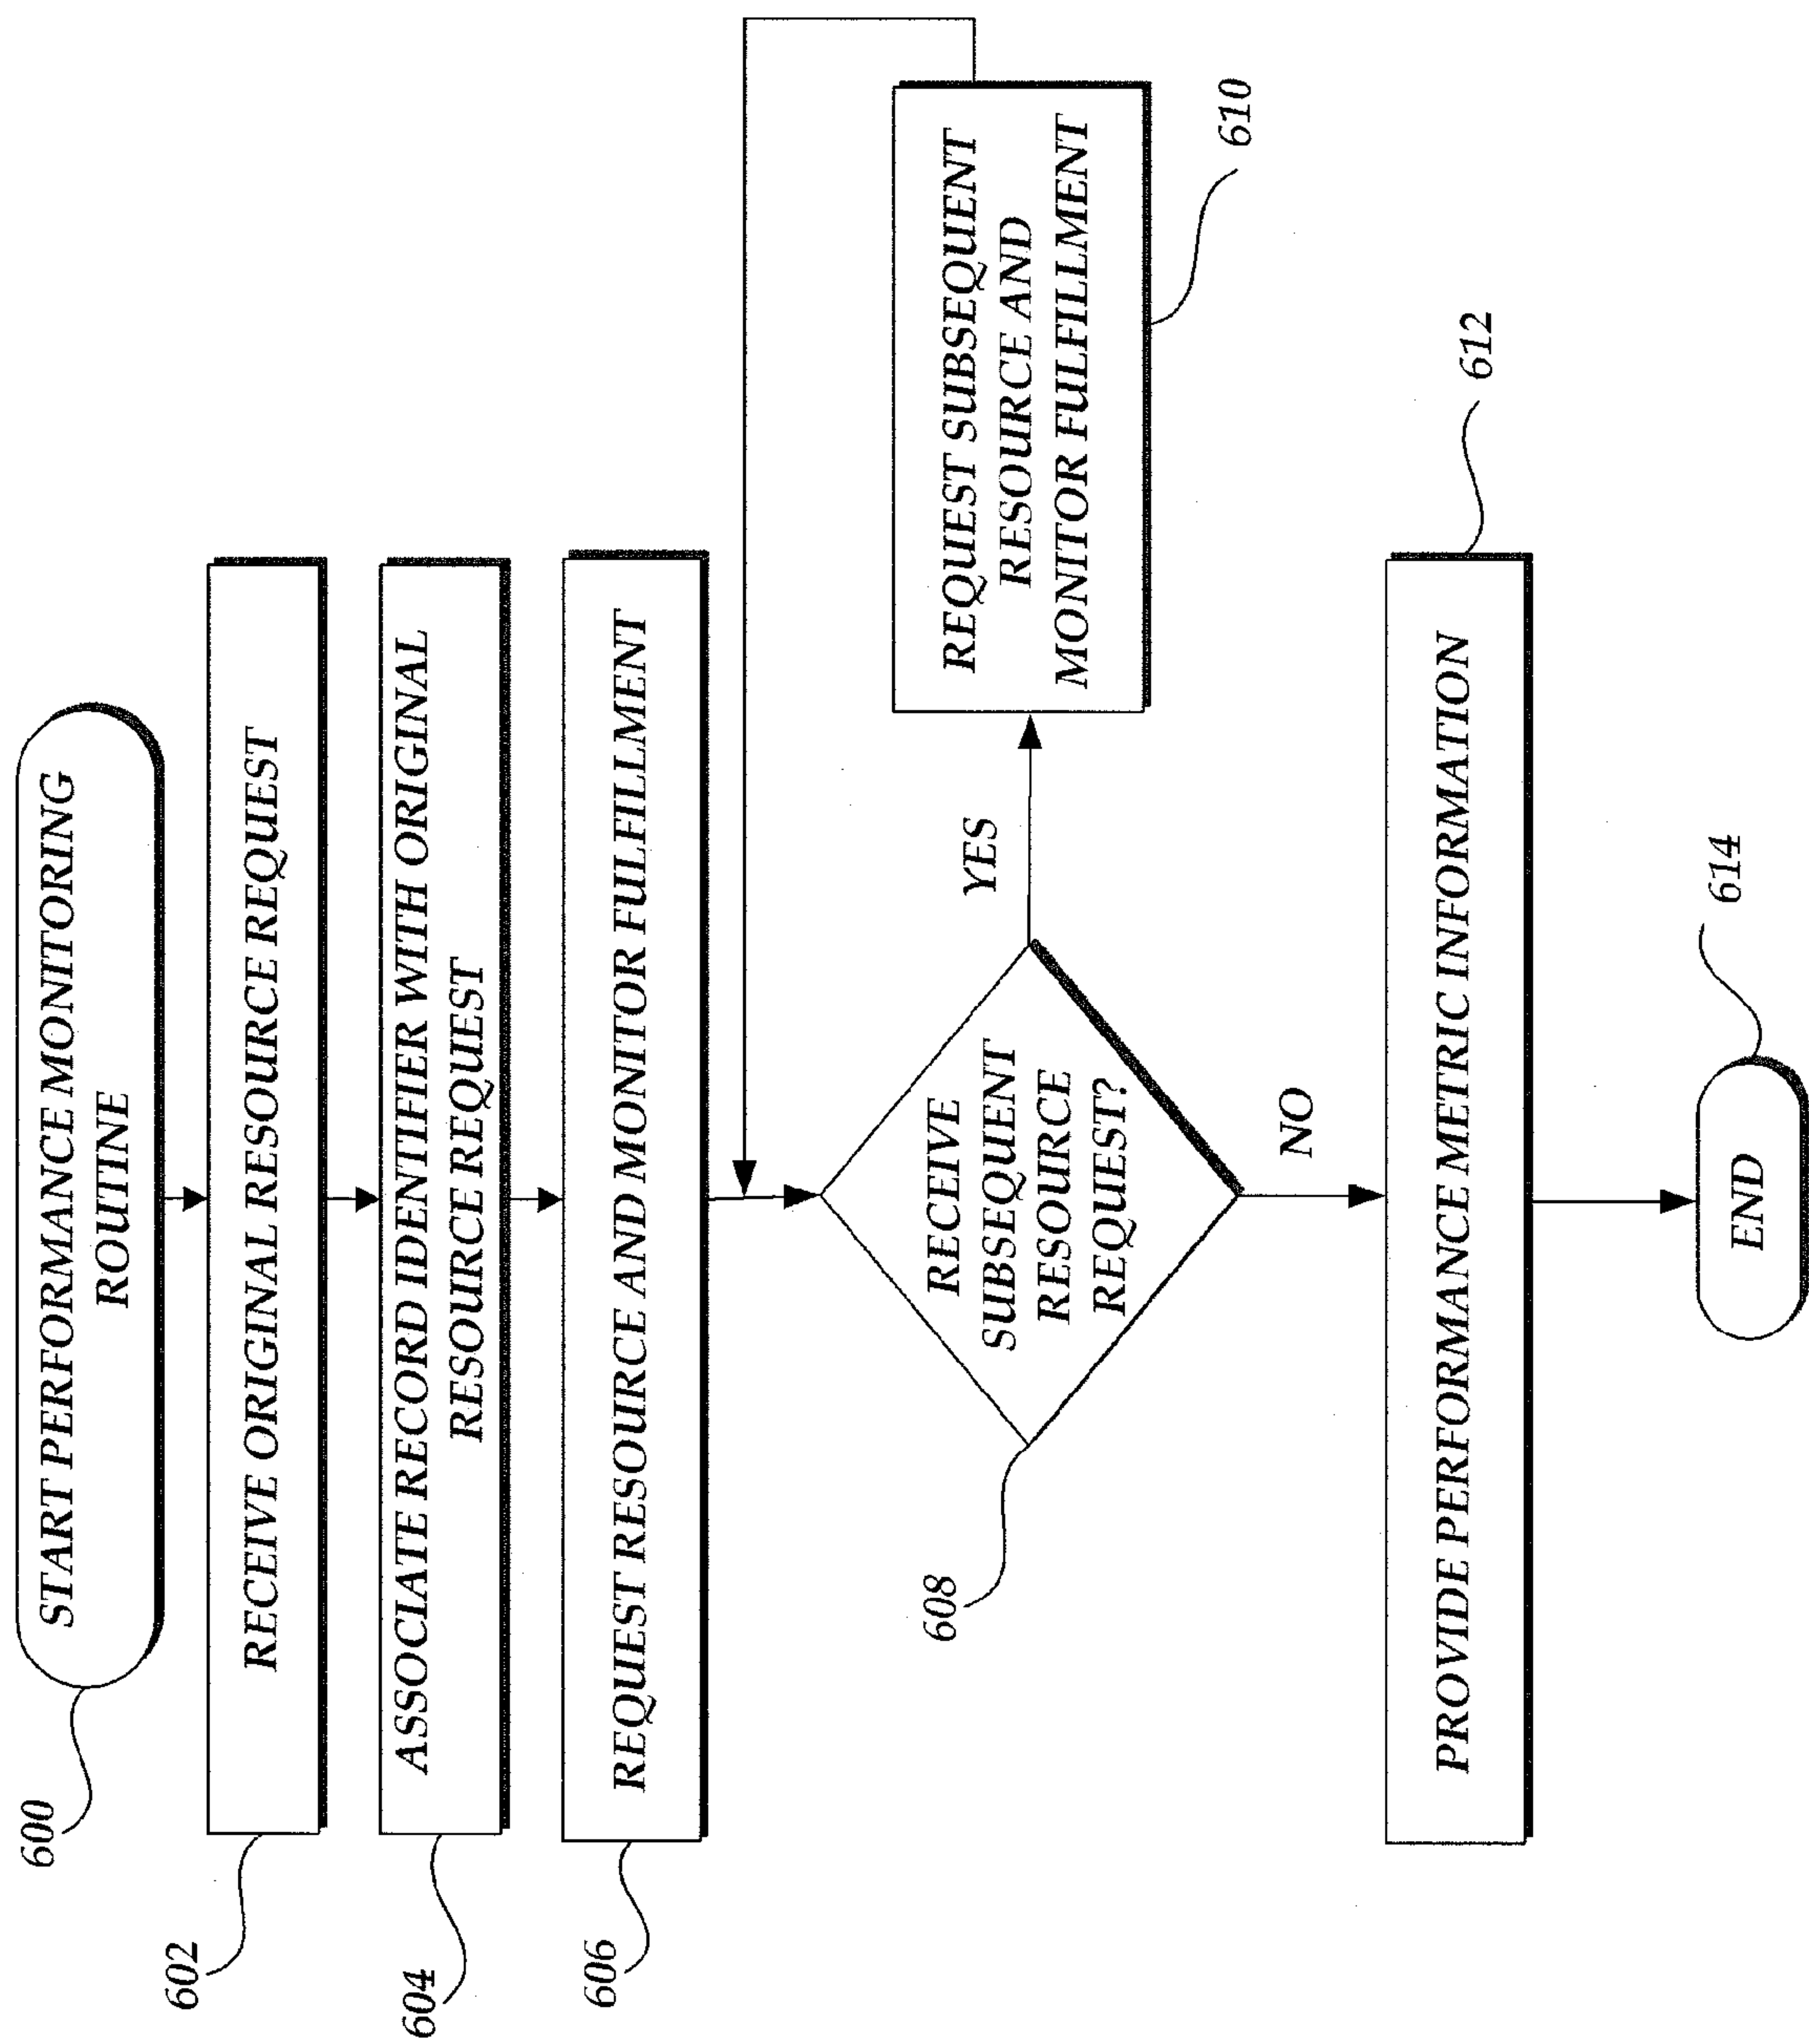 600
START PERFORMANCE MONITORING
ROUTINE
602
RECEIVE ORIGINAL RESOURCE REQUEST
604
ASSOCIATE RECORD IDENTIFIER WITH ORIGINAL
RESOURCE REQUEST
606
REQUEST RESOURCE AND MONITOR FULFILLMENT
608
RECEIVE
SUBSEQUENT
RESOURCE
REQUEST?
YES
REQUEST SUBSEQUENT
RESOURCE AND
MONITOR FULFILLMENT
610
NO
PROVIDE PERFORMANCE METRIC INFORMATION
612
END
614